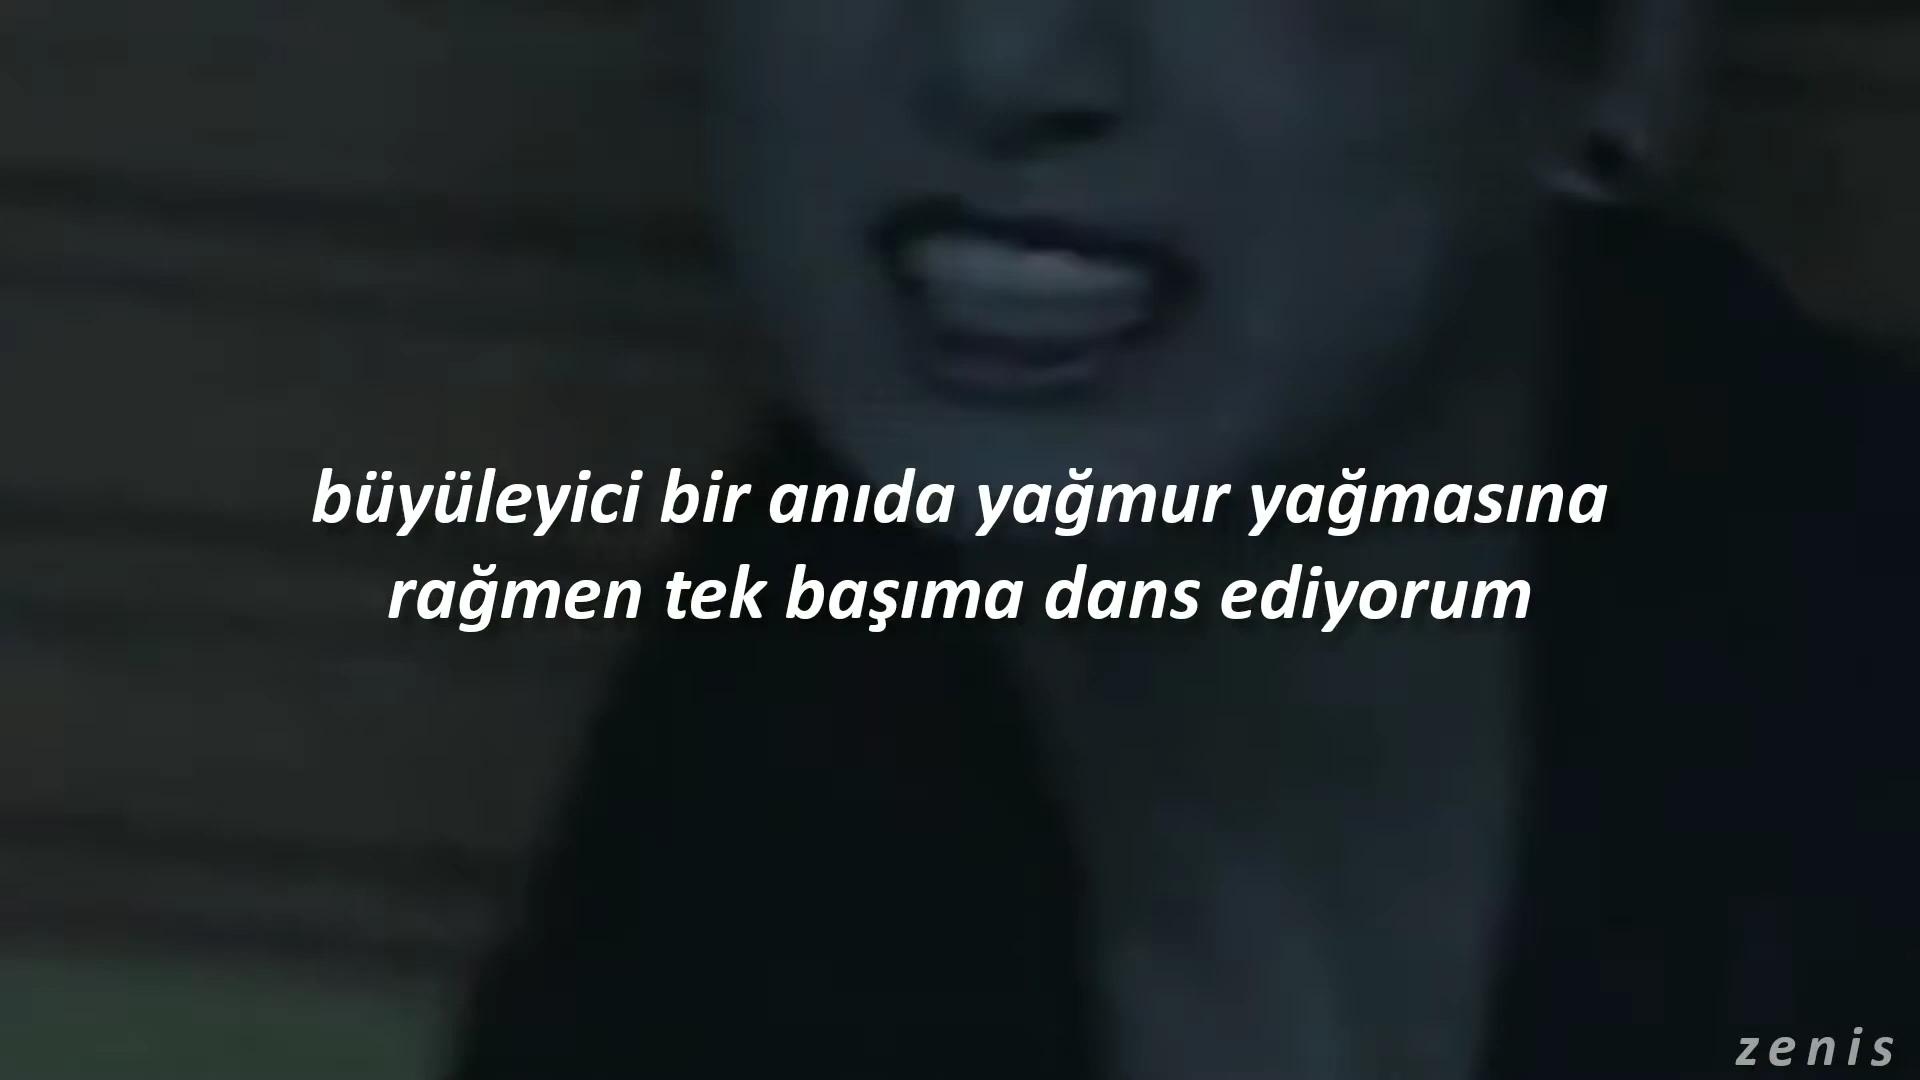 büyüleyici bir anıda yağmur yağmasına
rağmen tek başıma dans ediyorum
zenis